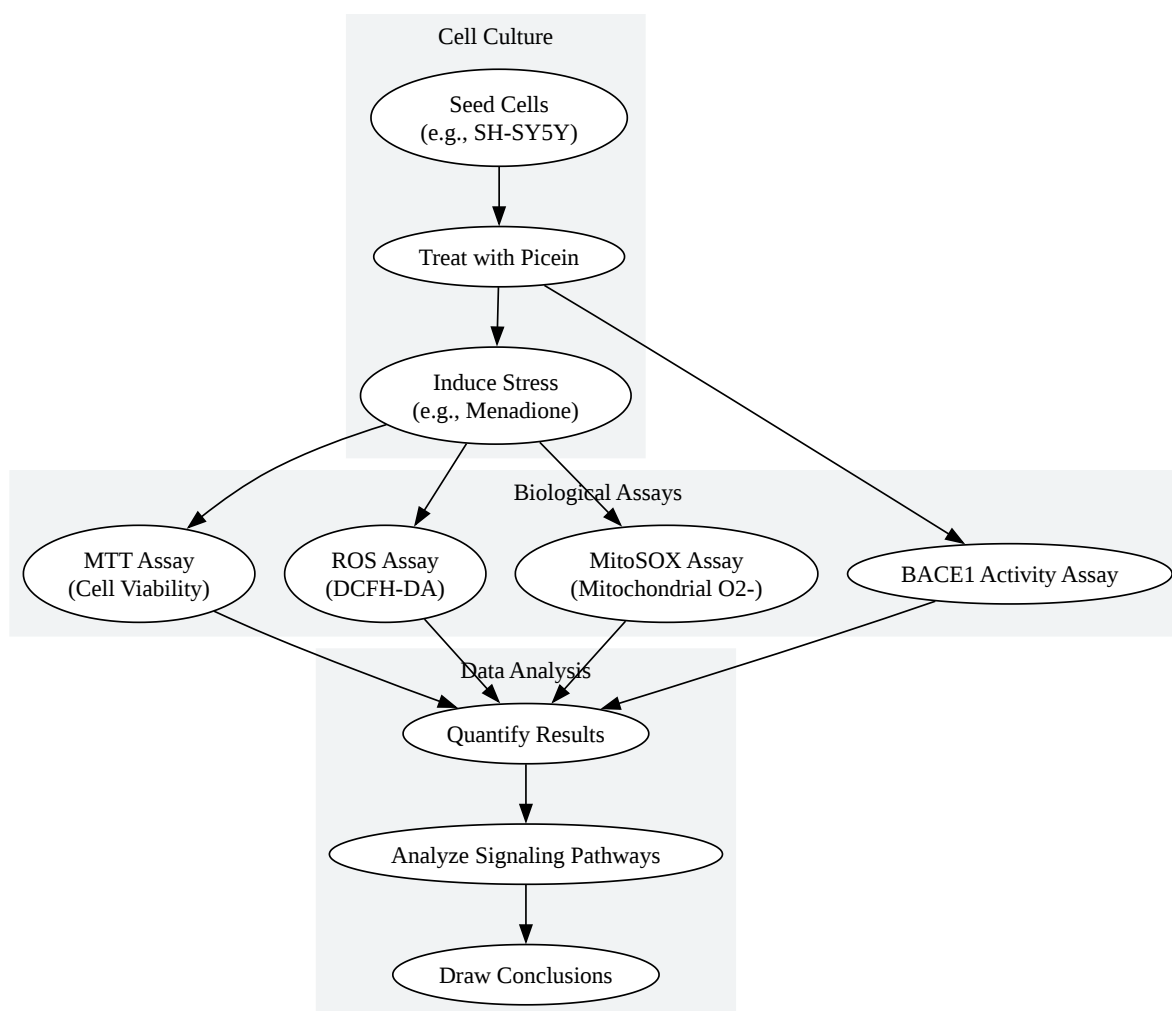 Cell Culture
Seed Cells
(e.g., SH-SY5Y)
Treat with Picein
Induce Stress
(e.g., Menadione)
Biological Assays
MTT Assay
(Cell Viability)
ROS Assay
(DCFH-DA)
MitoSOX Assay
(Mitochondrial O2-)
BACE1 Activity Assay
Data Analysis
Quantify Results
Analyze Signaling Pathways
Draw Conclusions